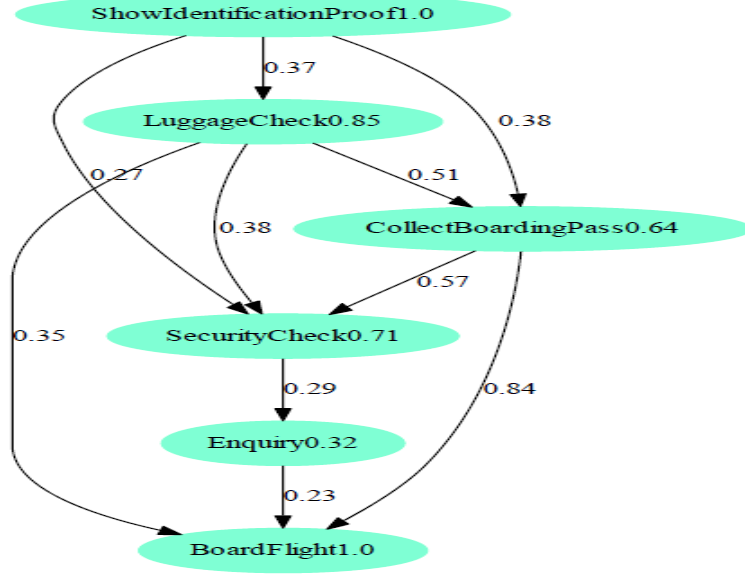 ShowIdentificationProof1.0
0.37
LuggageCheck0.85
0.38
0.27
0.51
0.38
CollectBoardingPass0.64
0.57
0.35
SecurityCheck0.71
0.29
0.84
Enquiry0.32
0.23
BoardFlight1.0